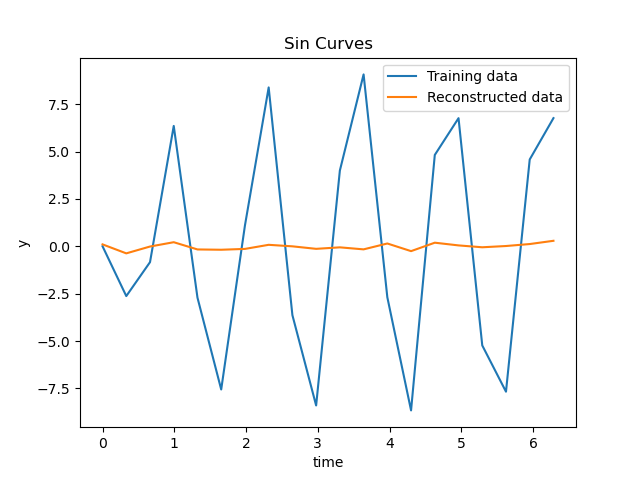 Sin Curves
Training data
Reconstructed data
7.5
5.0
2.5
0.0
−2.5
−5.0
−7.5
y
0 1 2 3 4 5 6
time